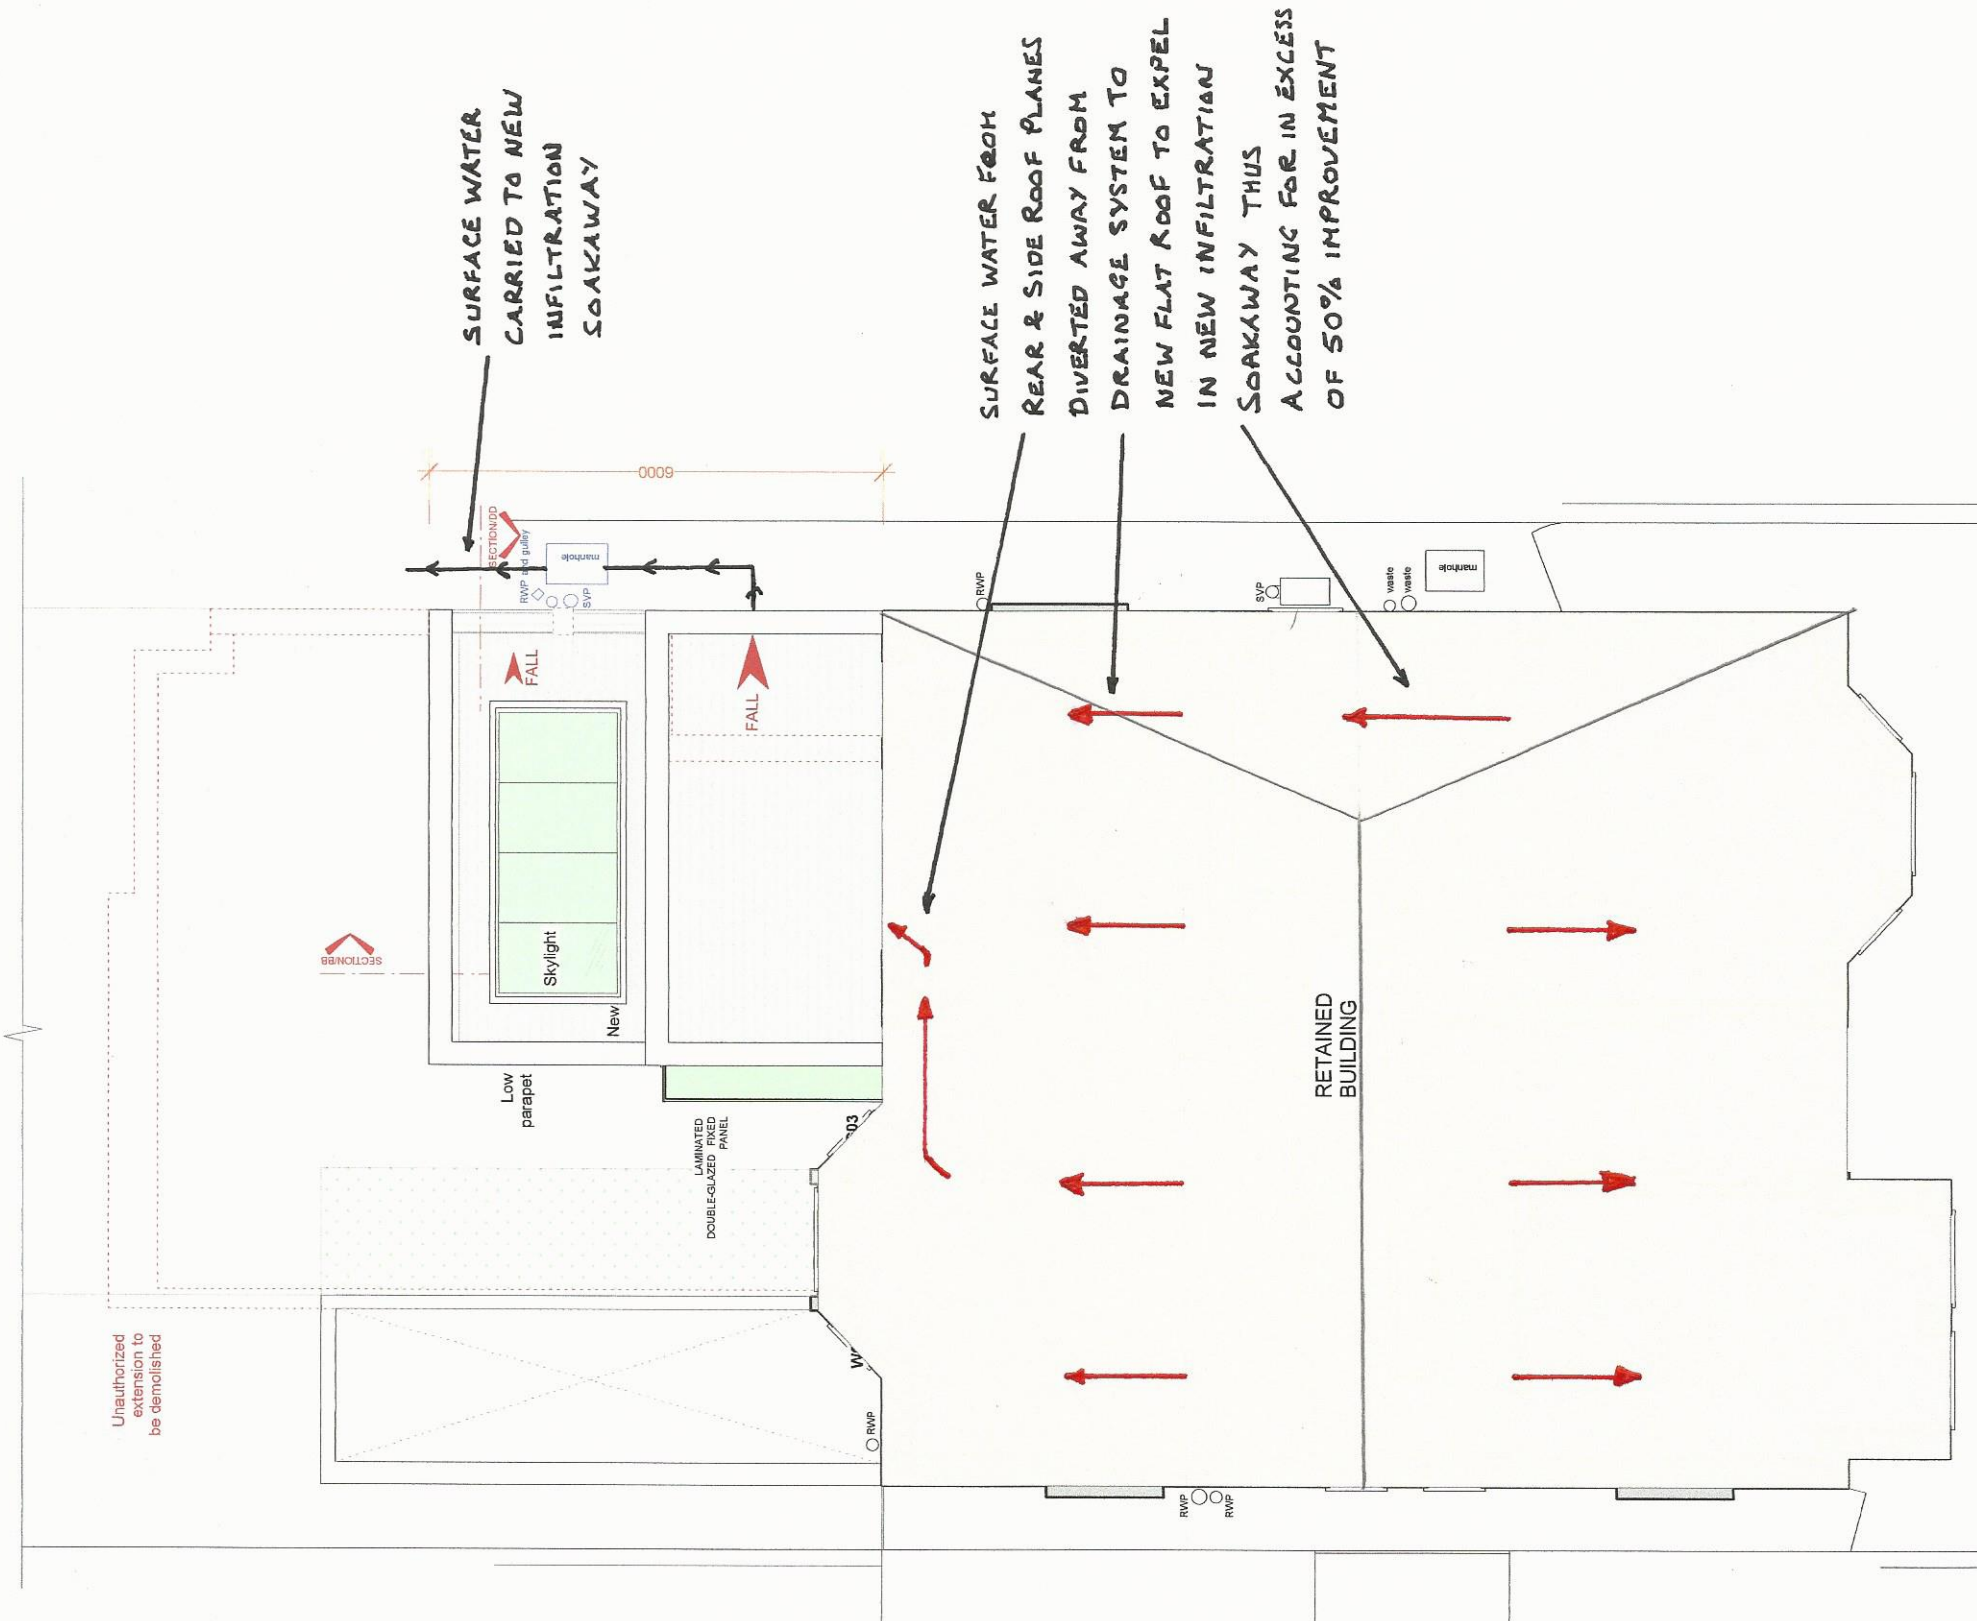 SURFACE WATER
CARRIED TO NEW
INFILTRATION
SOAKAWAY
SURFACE WATER FROM
REAR & SIDE ROOF PLANES
DIVERTED AWAY FROM
DRAINAGE SYSTEM TO
NEW FLAT ROOF TO EXPEL
IN NEW INFILTRATION
SOAKAWAY THUS
ACCOUNTING FOR IN EXCESS
OF 50% IMPROVEMENT
6000
SECTION/DD
RWP and gulley
manhole
SVP
FALL
FALL
Skylight
New
SECTION/BB
Low
parapet
LAMINATED
DOUBLE-GLAZED FIXED
PANEL
Unauthorized
extension to
be demolished
RWP
RWP
SVP
waste
waste
manhole
RETAINED
BUILDING
RWP
RWP